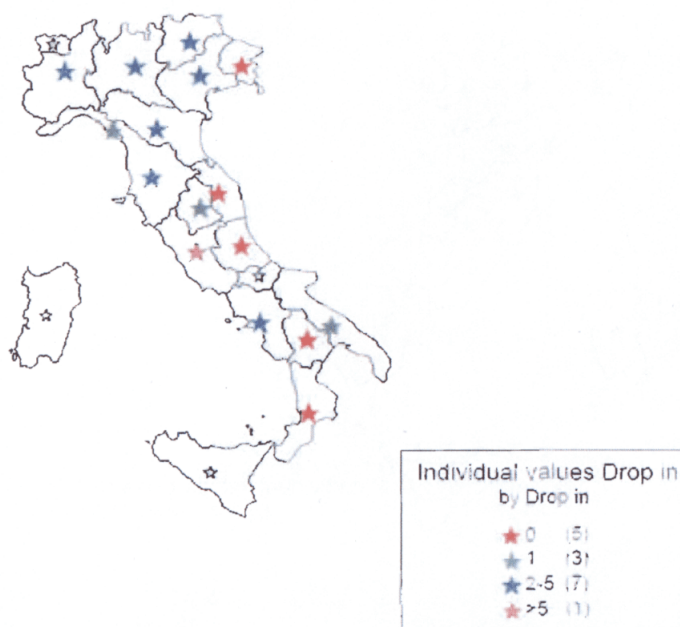 Individual values Drop in
by Drop in
0 (5)
1 (3)
2-5 (7)
>5 (1)